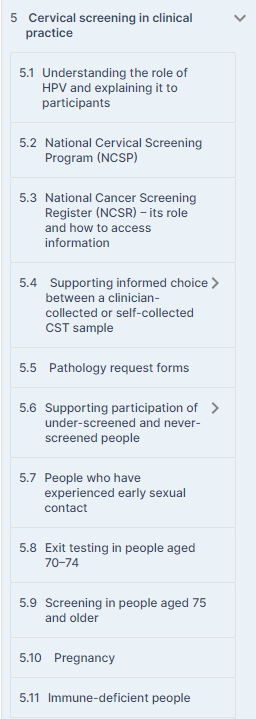 5 Cervical screening in clinical
practice
5.1 Understanding the role of
HPV and explaining it to
participants
5.2 National Cervical Screening
Program (NCSP)
5.3 National Cancer Screening
Register (NCSR) – its role
and how to access
information
5.4 Supporting informed choice
between a clinician-
collected or self-collected
CST sample
5.5 Pathology request forms
5.6 Supporting participation of
under-screened and never-
screened people
5.7 People who have
experienced early sexual
contact
5.8 Exit testing in people aged
70–74
5.9 Screening in people aged 75
and older
5.10 Pregnancy
5.11 Immune-deficient people